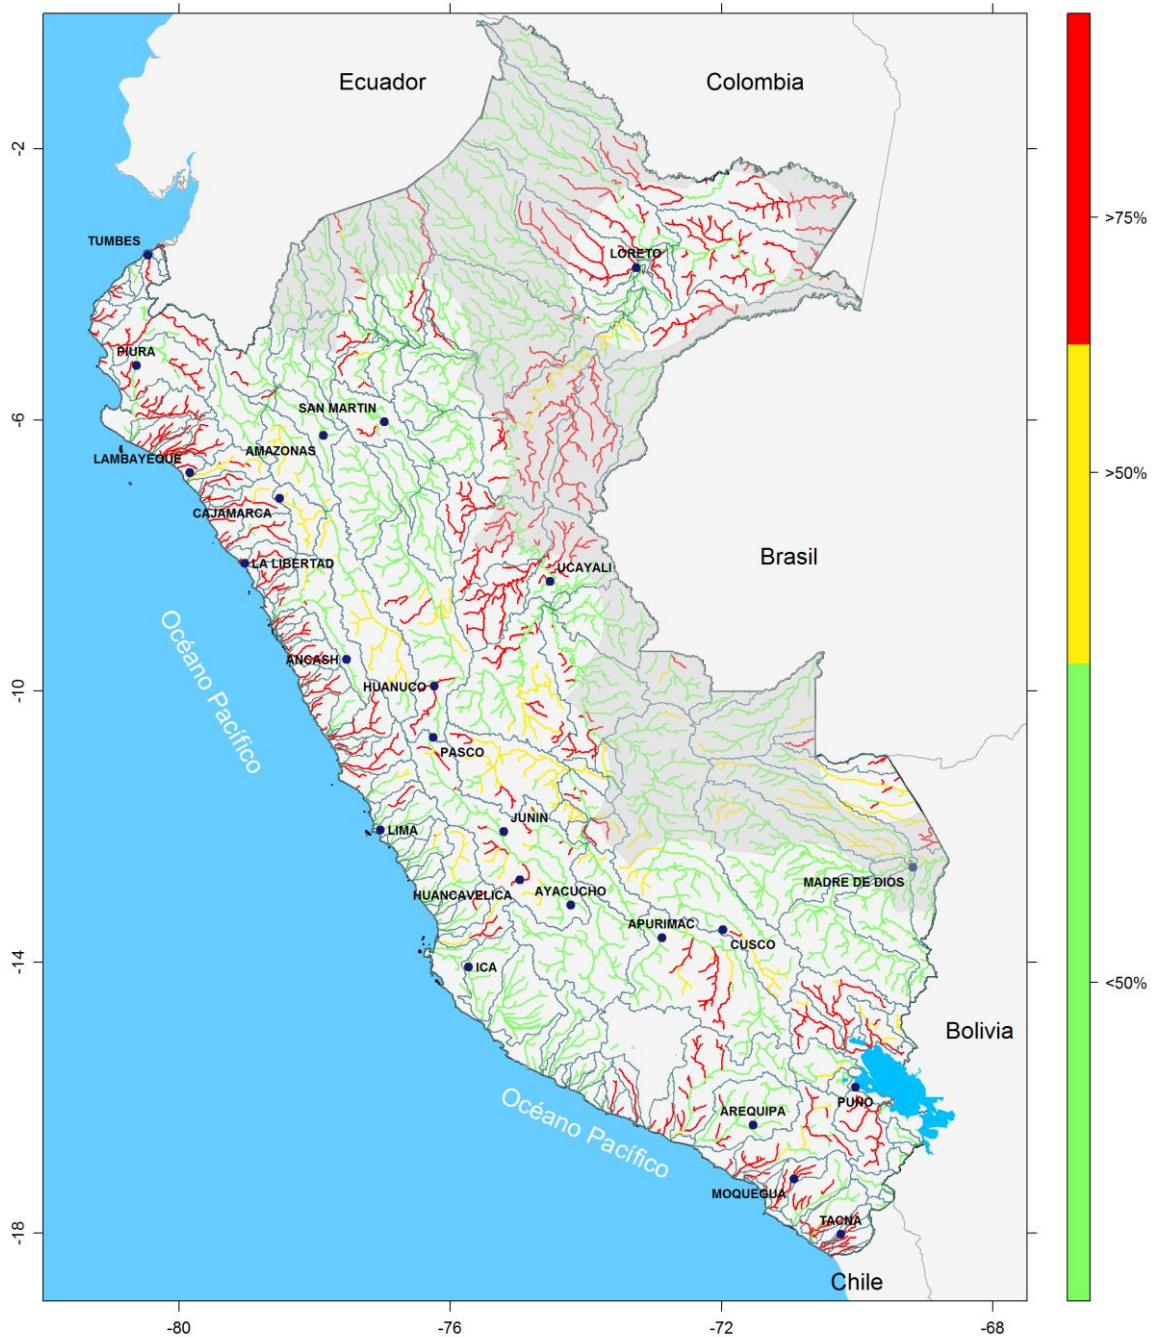 Ecuador
Colombia
-2
>75%
TUMBES
LORETO
PIURA
SAN MARTIN
-6
AMAZONAS
LAMBAYEQUE
>50%
CAJAMARCA
LA LIBERTAD
UCAYALI
Brasil
Océano Pacífico
ANCASH
HUANUCO
-10
PASCO
JUNIN
LIMA
HUANCAVELICA
AYACUCHO
MADRE DE DIOS
APURIMAC
CUSCO
-14
ICA
<50%
Bolivia
Océano Pacífico
PUNO
AREQUIPA
MOQUEGUA
TACNA
-18
Chile
-80
-76
-72
-68